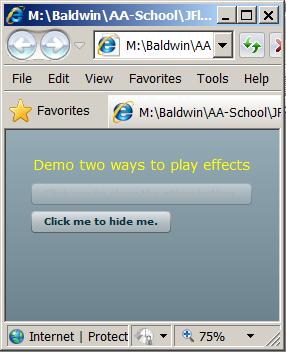 M:\Baldwin\AA-School\JFl...
M:\Baldwin\AA
File Edit View Favorites Tools Help
Favorites
M:\Baldwin\AA-School\JF
Demo two ways to play effects
Click me to hide me.
Internet | Protect
75%